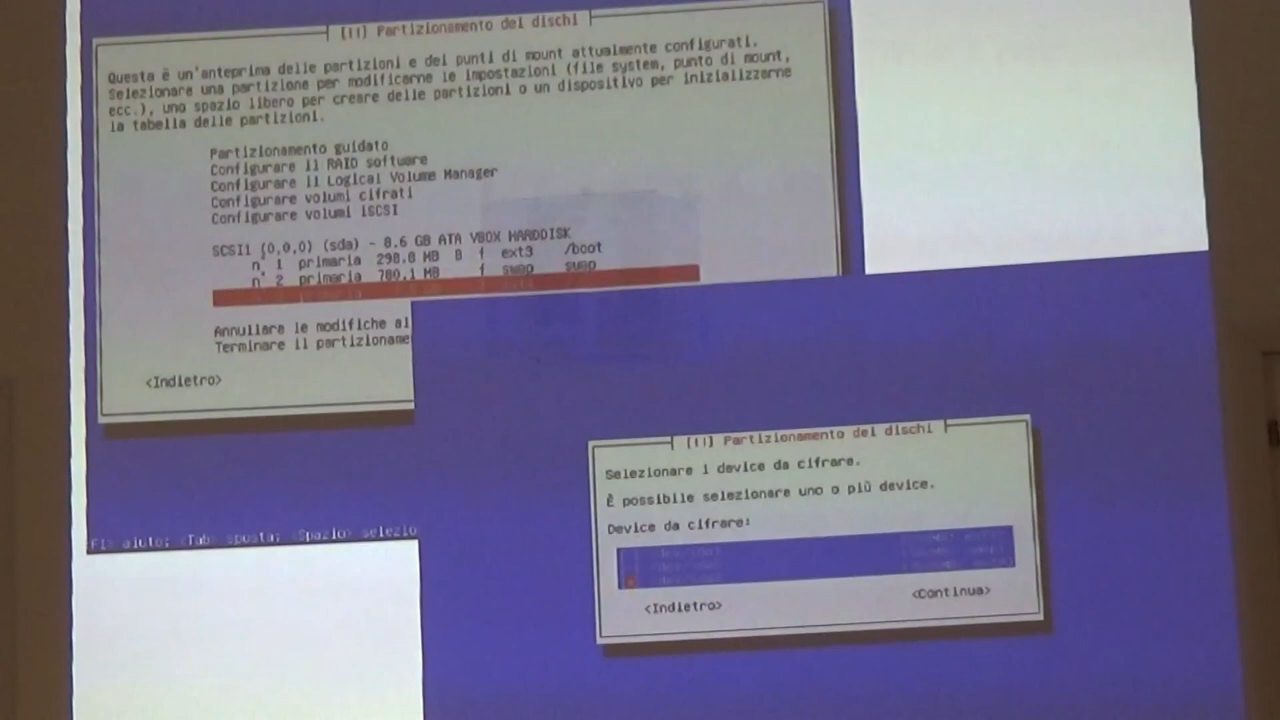 [!!] Partizionamento dei dischi
Questa è un'anteprima delle partizioni e dei punti di mount attualmente configurati.
Selezionare una partizione per modificarne le impostazioni (file system, punto di mount,
ecc.), uno spazio libero per creare delle partizioni o un dispositivo per inizializzarne
la tabella delle partizioni.
Partizionamento guidato
Configurare il RAID software
Configurare il Logical Volume Manager
Configurare volumi cifrati
Configurare volumi iSCSI
SCSI1 (0,0,0) (sda) - 8.6 GB ATA VBOX HARDDISK
n° 1 primaria 298.8 MB B f ext3 /boot
n° 2 primaria 780.1 MB f swap swap
Annullare le modifiche al
Terminare il partizioname
<Indietro>
<F1> aiuto; <Tab> sposta; <Spazio> selezio
[!!] Partizionamento dei dischi
Selezionare i device da cifrare.
È possibile selezionare uno o più device.
Device da cifrare:
<Indietro> <Continua>